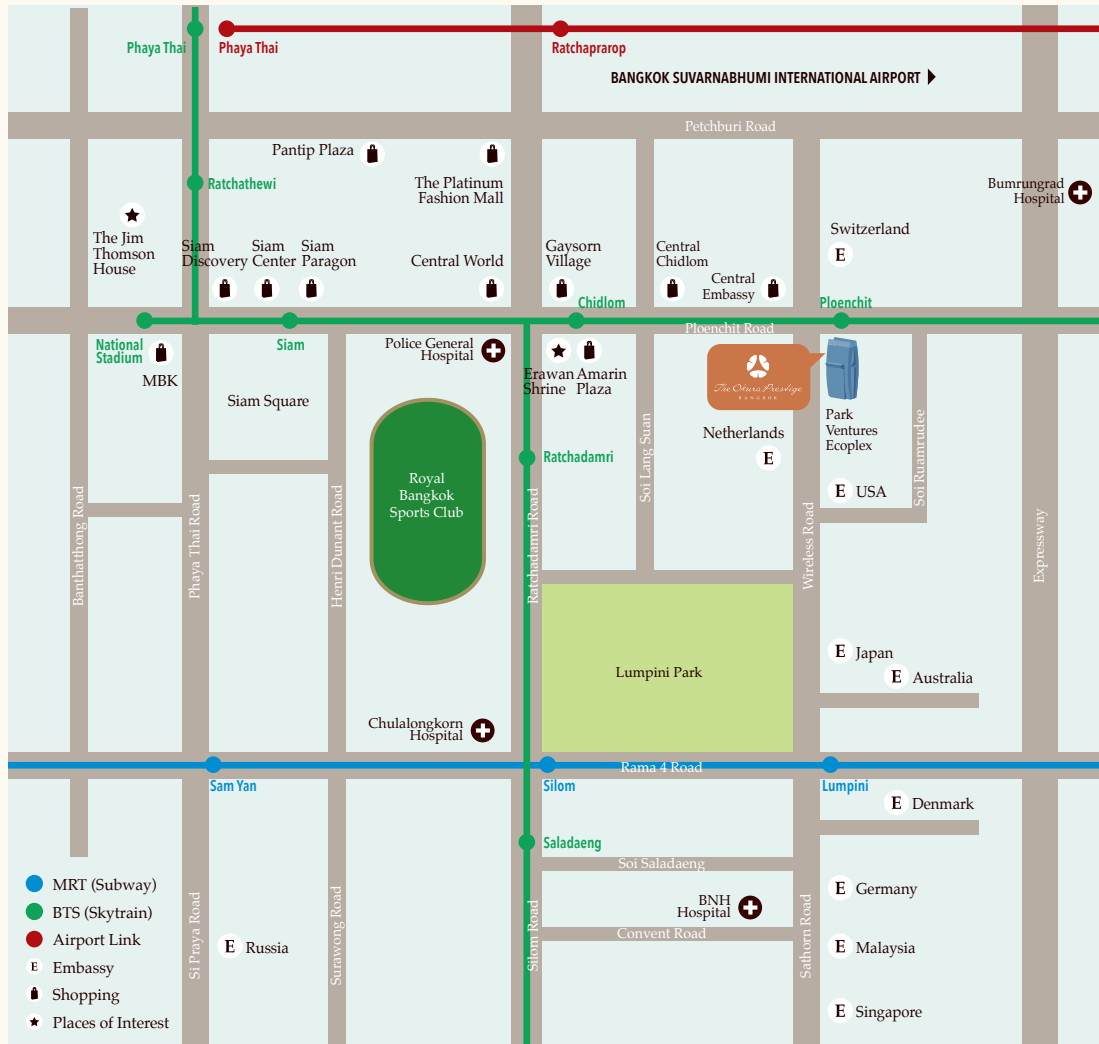 Phaya Thai
Phaya Thai
Ratchaprarop
BANGKOK SUVARNABHUMI INTERNATIONAL AIRPORT
Petchburi Road
Pantip Plaza
The Platinum
Fashion Mall
Ratchathewi
Bumrungrad
Hospital
The Jim
Thomson
House
Siam
Discovery
Siam
Center
Siam
Paragon
Central World
Gaysorn
Village
Central
Chidlom
Central
Embassy
Switzerland
E
Chidlom
Ploenchit
Ploenchit Road
National
Stadium
MBK
Siam
Siam Square
Police General
Hospital
Erawan
Shrine
Amarin
Plaza
The Okura Prestige
BANGKOK
Park
Ventures
Ecoplex
Netherlands
E
E USA
Royal
Bangkok
Sports Club
Ratchadamri
Banthatthong Road
Phaya Thai Road
Henri Dunant Road
Ratchadamri Road
Soi Lang Suan
Wireless Road
Soi Ruamrudee
Expressway
Lumpini Park
E Japan
E Australia
Chulalongkorn
Hospital
Rama 4 Road
Sam Yan
Silom
Lumpini
E Denmark
Saladaeng
Soi Saladaeng
BNH
Hospital
Convent Road
E Germany
E Malaysia
E Singapore
E Russia
Si Praya Road
Surawong Road
Silom Road
Sathorn Road
MRT (Subway)
BTS (Skytrain)
Airport Link
E Embassy
Shopping
Places of Interest